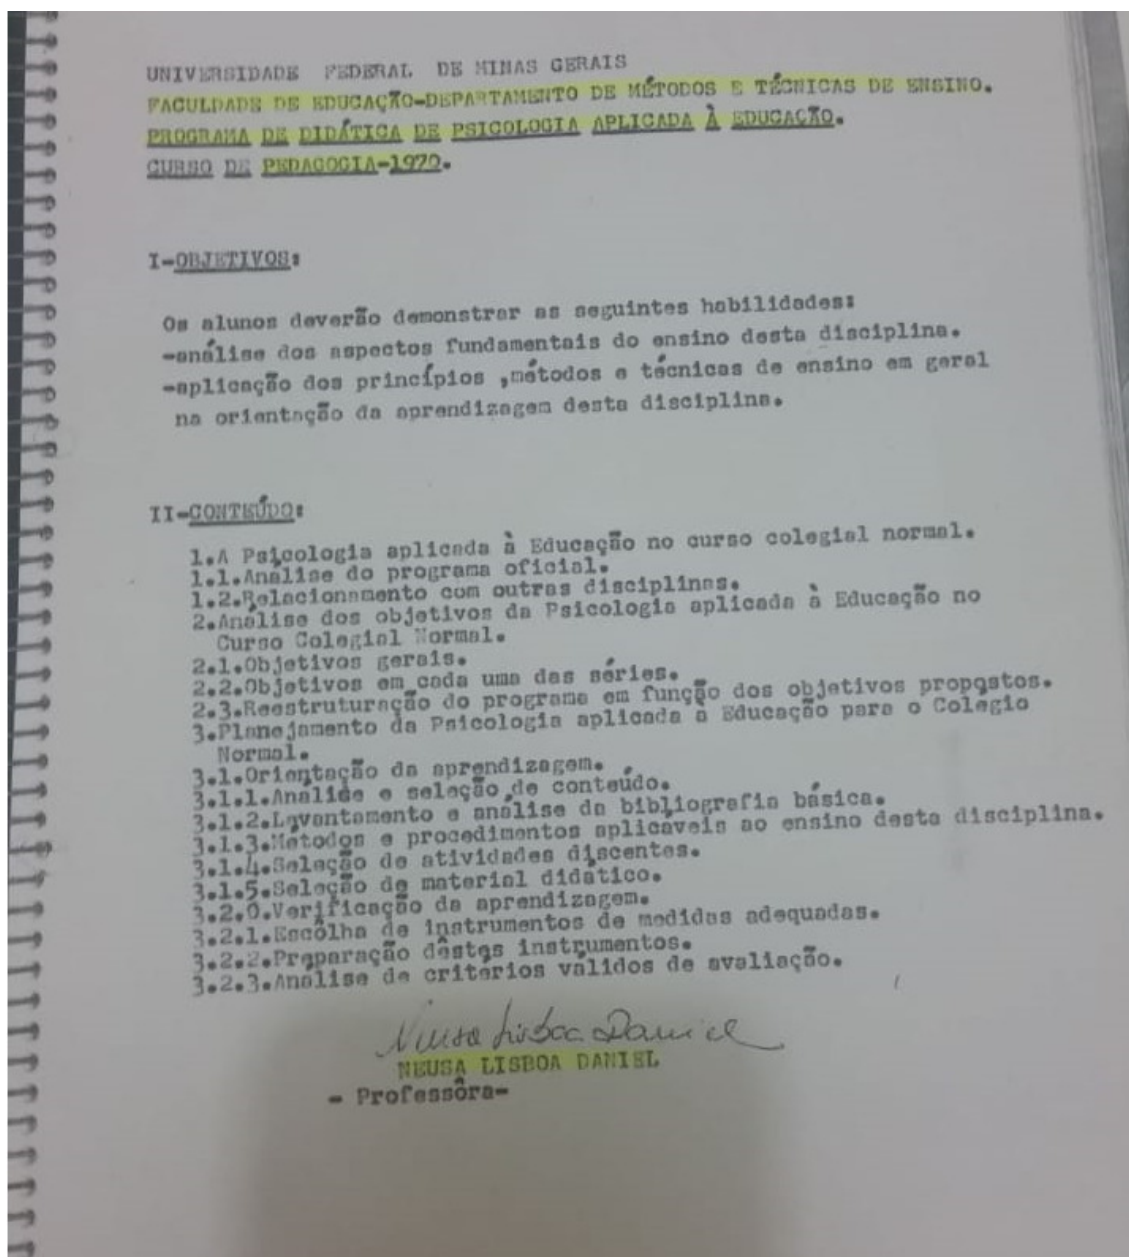 UNIVERSIDADE FEDERAL DE MINAS GERAIS
FACULDADE DE EDUCAÇÃO-DEPARTAMENTO DE MÉTODOS E TÉCNICAS DE ENSINO.
PROGRAMA DE DIDÁTICA DE PSICOLOGIA APLICADA À EDUCAÇÃO.
CURSO DE PEDAGOGIA-1970.
I-OBJETIVOS:
Os alunos deverão demonstrar as seguintes habilidades:
-análise dos aspectos fundamentais do ensino desta disciplina.
-aplicação dos princípios ,métodos e técnicas de ensino em geral
na orientação da aprendizagem desta disciplina.
II-CONTEÚDO:
1.A Psicologia aplicada à Educação no curso colegial normal.
1.1.Análise do programa oficial.
1.2.Relacionamento com outras disciplinas.
2.Análise dos objetivos da Psicologia aplicada à Educação no
Curso Colegial Normal.
2.1.Objetivos gerais.
2.2.Objetivos em cada uma das séries.
2.3.Reestruturação do programa em função dos objetivos propostos.
3.Planejamento da Psicologia aplicada à Educação para o Colégio
Normal.
3.1.Orientação da aprendizagem.
3.1.1.Análise e seleção de conteúdo.
3.1.2.Levantamento e análise da bibliografia básica.
3.1.3.Métodos e procedimentos aplicáveis ao ensino desta disciplina.
3.1.4.Seleção de atividades discentes.
3.1.5.Seleção de material didático.
3.2.0.Verificação da aprendizagem.
3.2.1.Escôlha de instrumentos de medidas adequadas.
3.2.2.Preparação dêstes instrumentos.
3.2.3.Análise de critérios válidos de avaliação.
Neusa Lisboa Daniel
NEUSA LISBOA DANIEL
- Professôra-